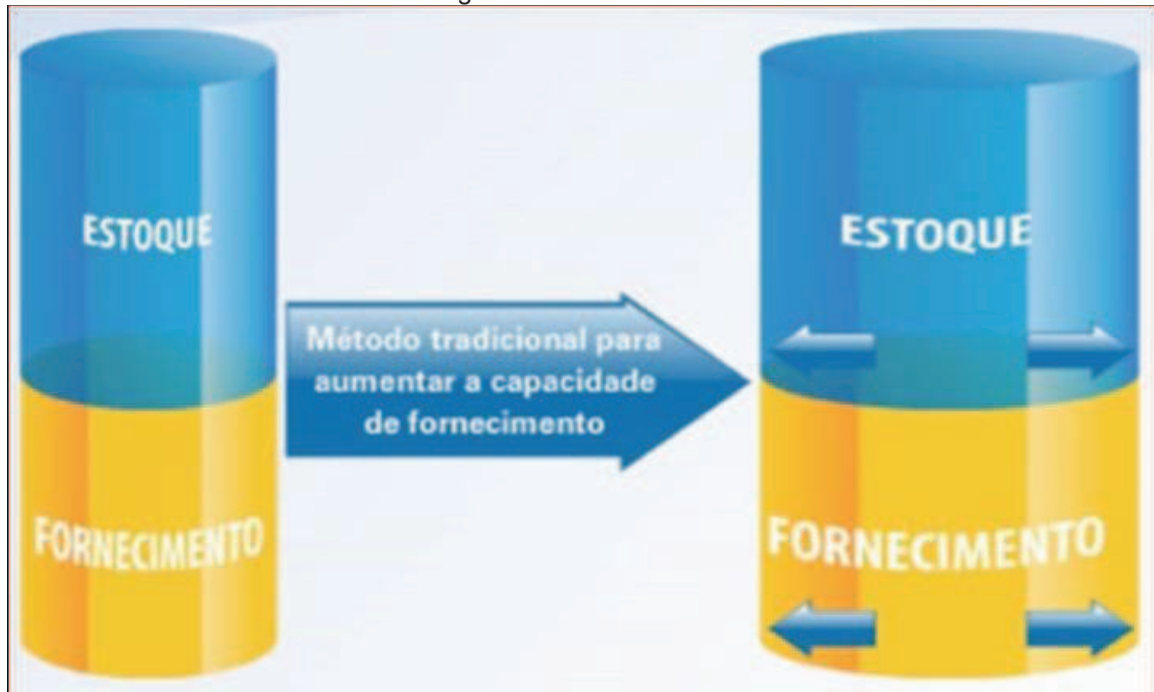 ESTOQUE
FORNECIMENTO
Método tradicional para
aumentar a capacidade
de fornecimento
ESTOQUE
FORNECIMENTO